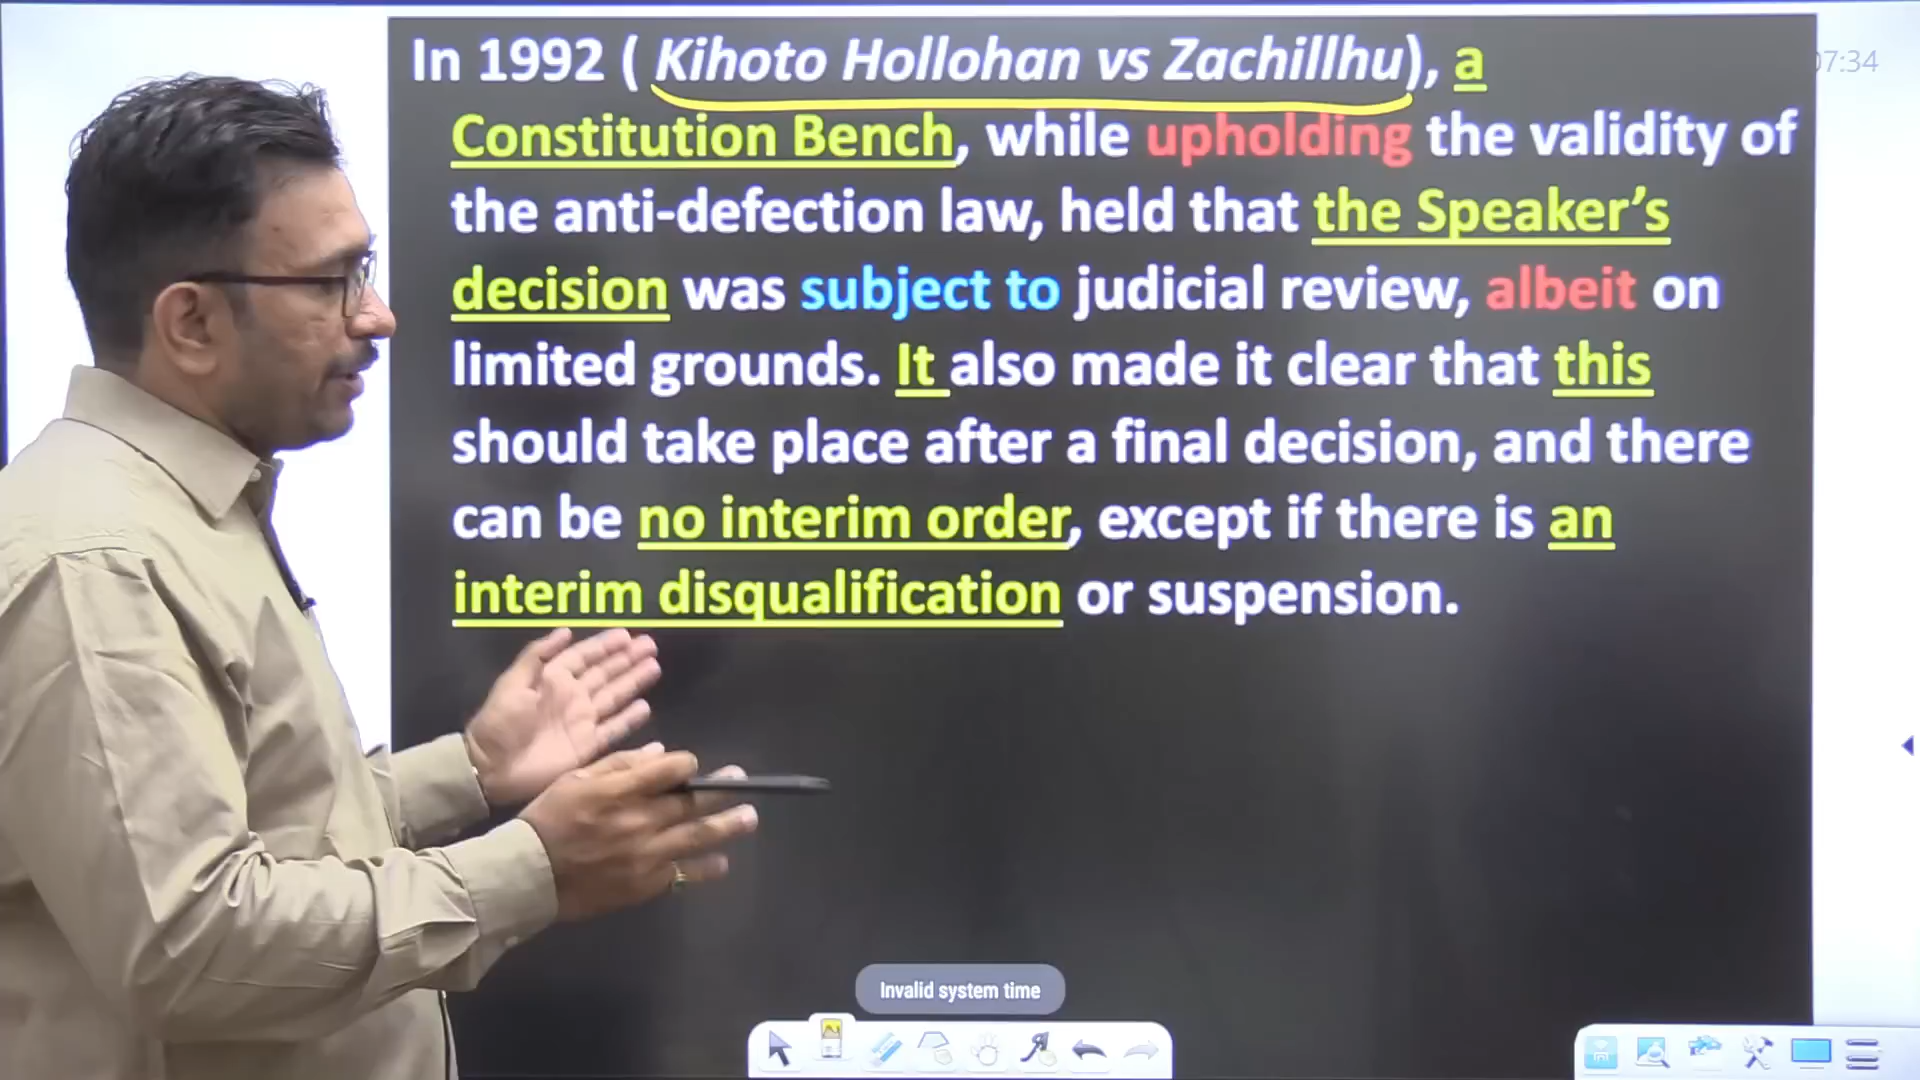 In 1992 ( Kihoto Hollohan vs Zachillhu), a
Constitution Bench, while upholding the validity of
the anti-defection law, held that the Speaker’s
decision was subject to judicial review, albeit on
limited grounds. It also made it clear that this
should take place after a final decision, and there
can be no interim order, except if there is an
interim disqualification or suspension.
07:34
Invalid system time